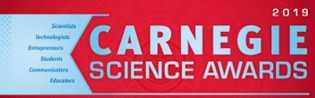 2019
Scientists
Technologists
Entrepreneurs
Students
Communicators
Educators
CARNEGIE
SCIENCE AWARDS